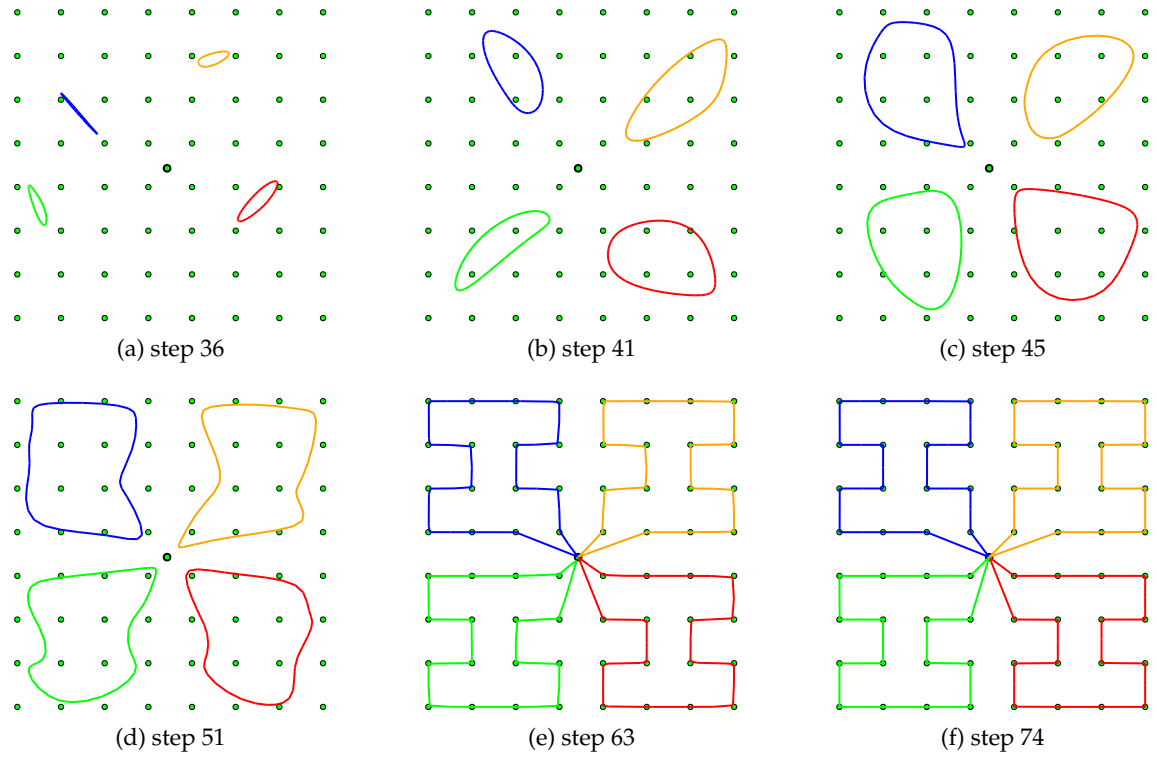 (a) step 36
(b) step 41
(c) step 45
(d) step 51
(e) step 63
(f) step 74